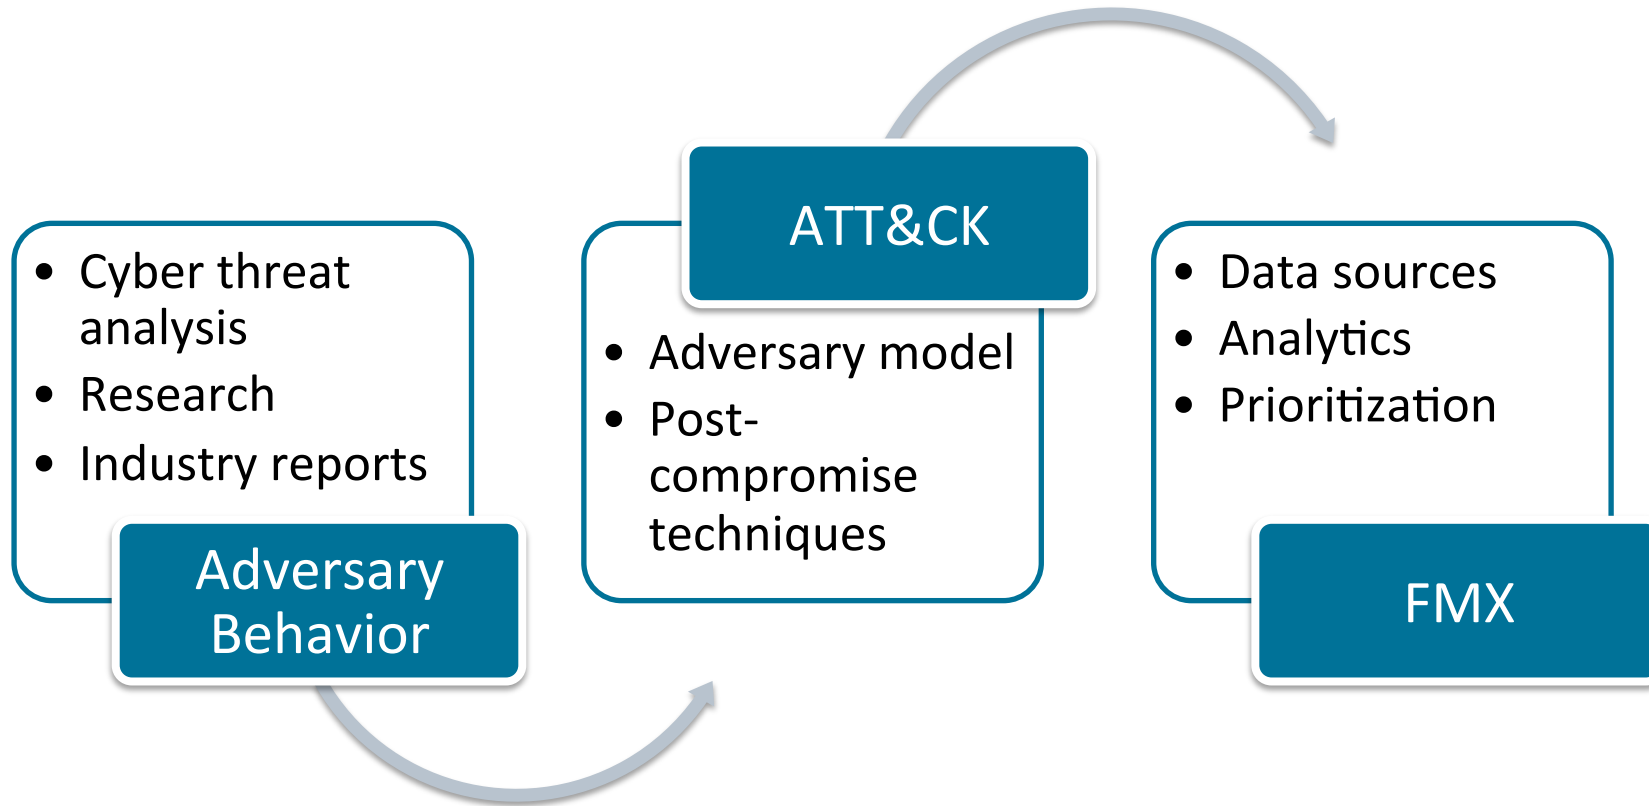 • Cyber threat
analysis
• Research
• Industry reports
Adversary
Behavior
ATT&CK
• Adversary model
• Post-
compromise
techniques
• Data sources
• Analytics
• Prioritization
FMX